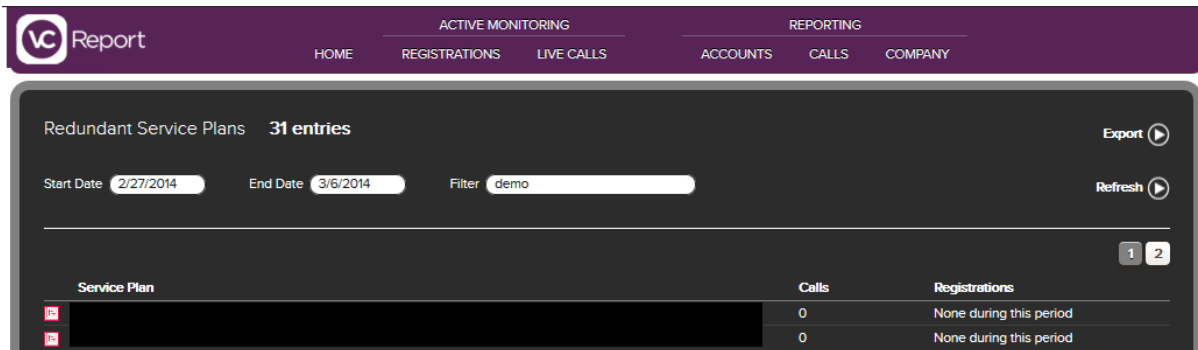 VC Report
ACTIVE MONITORING REPORTING
HOME REGISTRATIONS LIVE CALLS ACCOUNTS CALLS COMPANY
Redundant Service Plans 31 entries Export
Start Date 2/27/2014 End Date 3/6/2014 Filter demo Refresh
1 2
Service Plan Calls Registrations
0 None during this period
0 None during this period